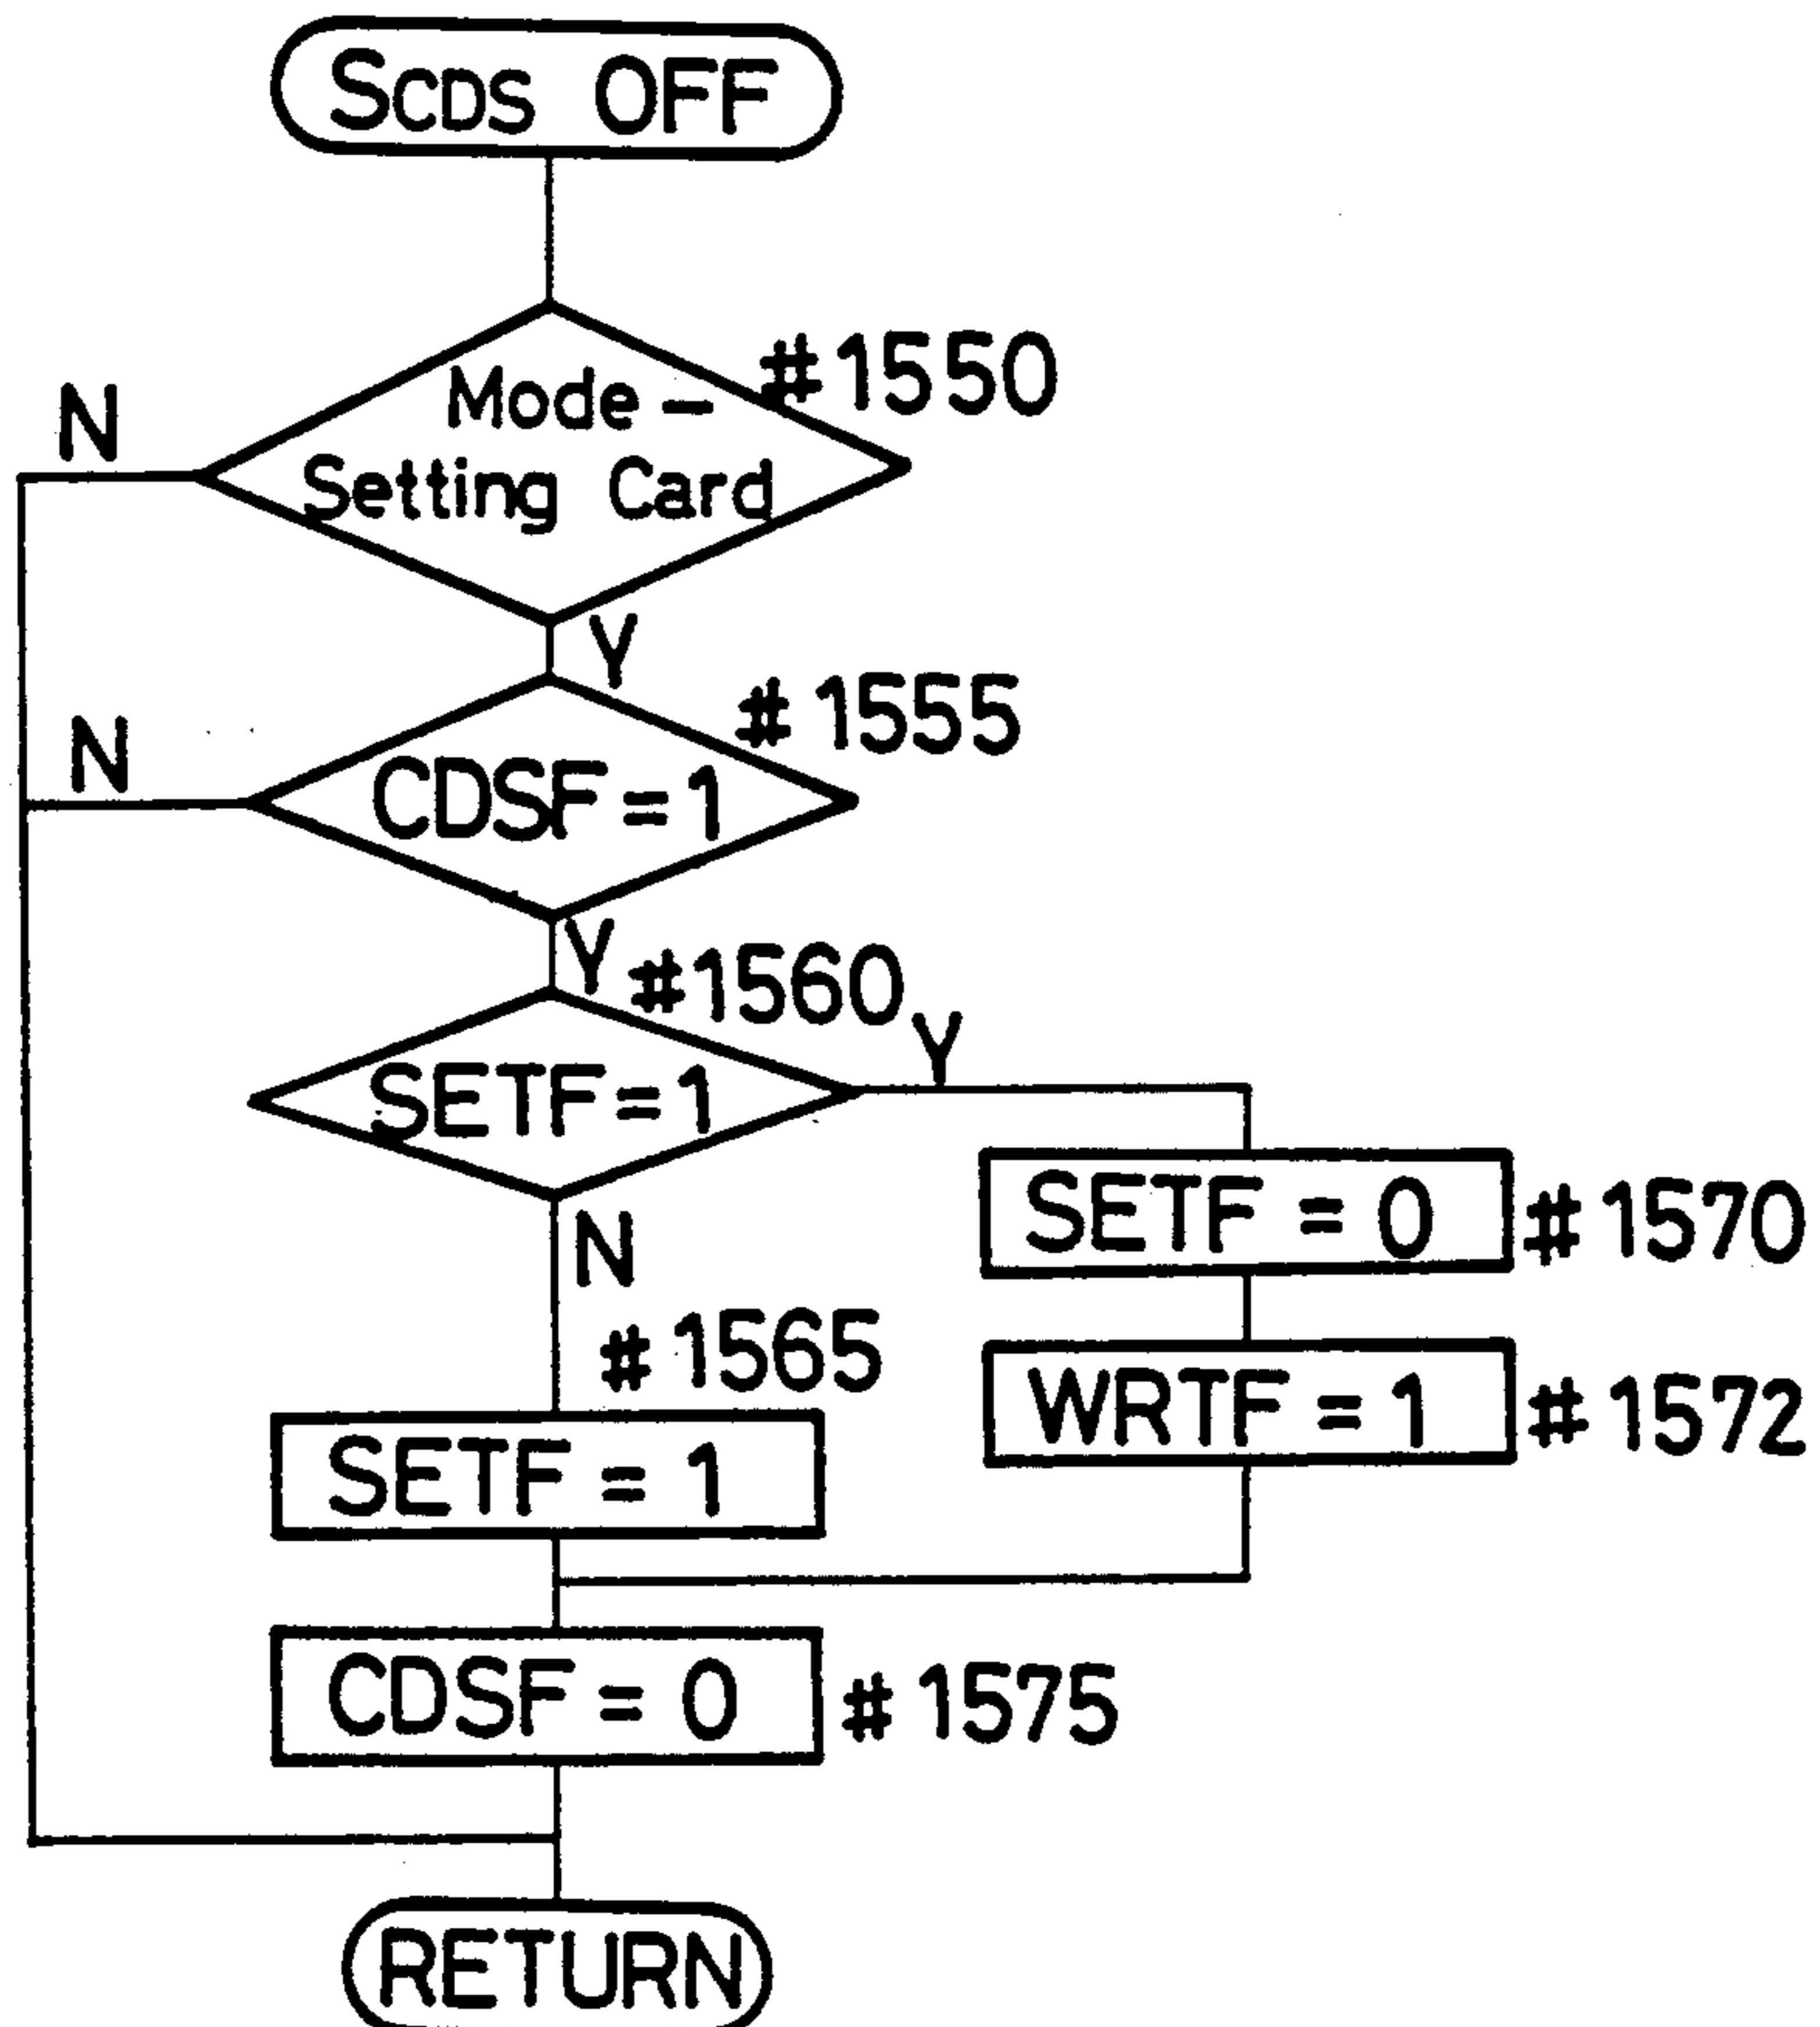 SCDS OFF
#1550
N
Mode-
Setting Card
Y
#1555
N
CDSF=1
Y
#1560
Y
SETF=1
N
SETF = 0
#1570
#1565
WRTF = 1
#1572
SETF = 1
CDSF = 0
#1575
RETURN